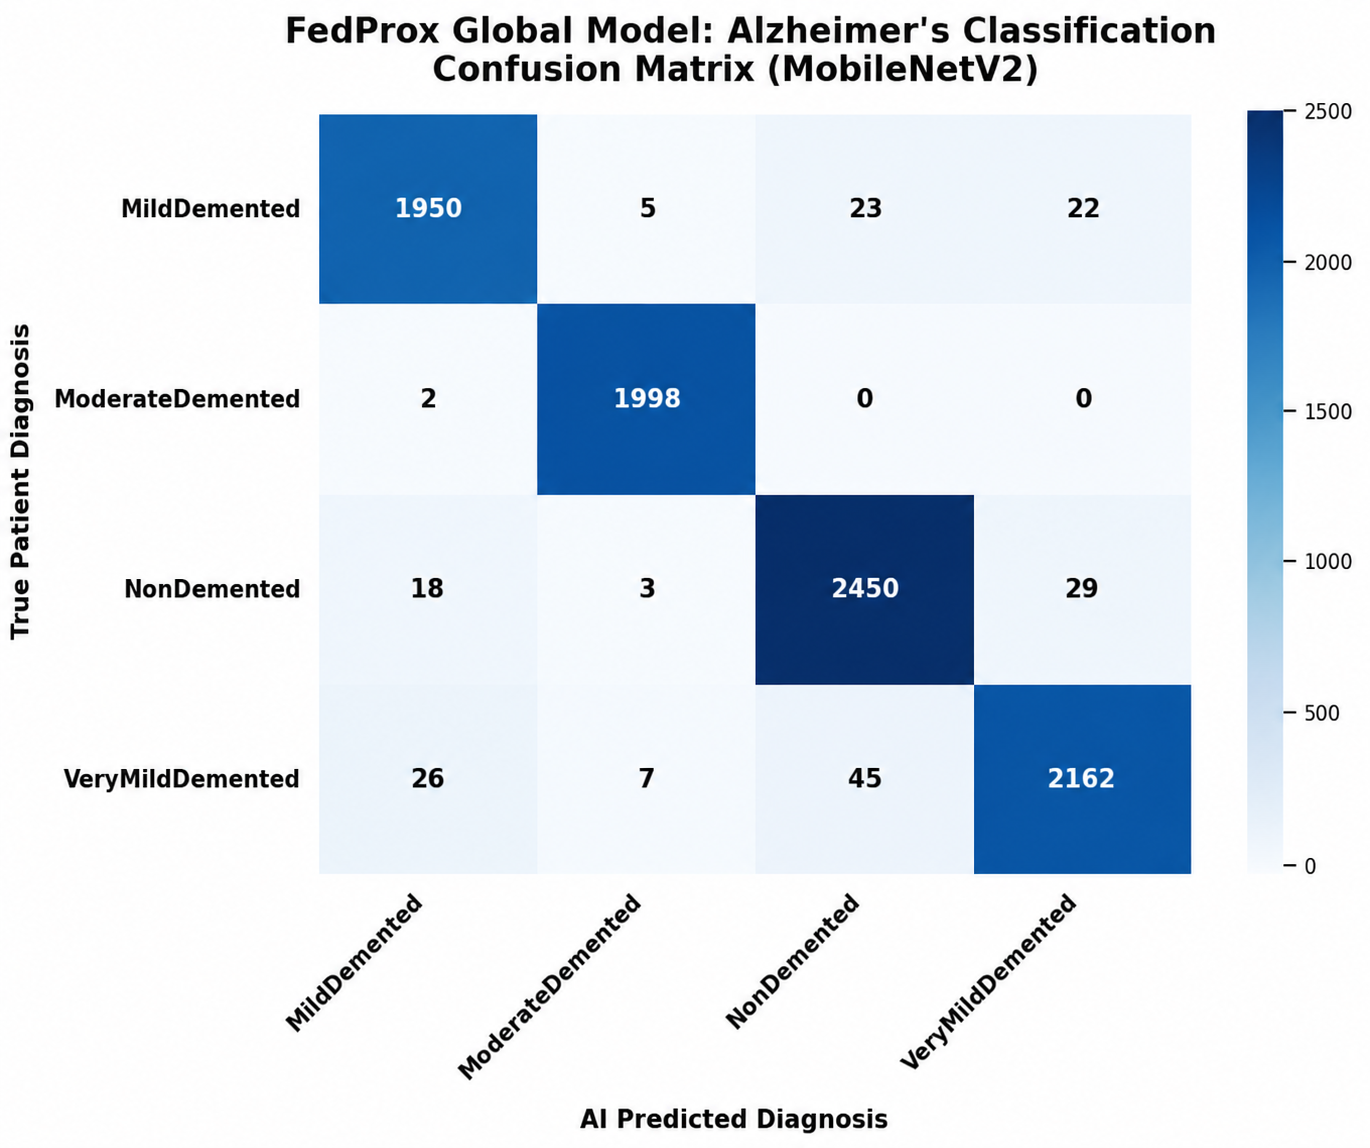 FedProx Global Model: Alzheimer's Classification
Confusion Matrix (MobileNetV2)
True Patient Diagnosis
MildDemented 1950 5 23 22
ModerateDemented 2 1998 0 0
NonDemented 18 3 2450 29
VeryMildDemented 26 7 45 2162
MildDemented ModerateDemented NonDemented VeryMildDemented
AI Predicted Diagnosis
2500
2000
1500
1000
500
0